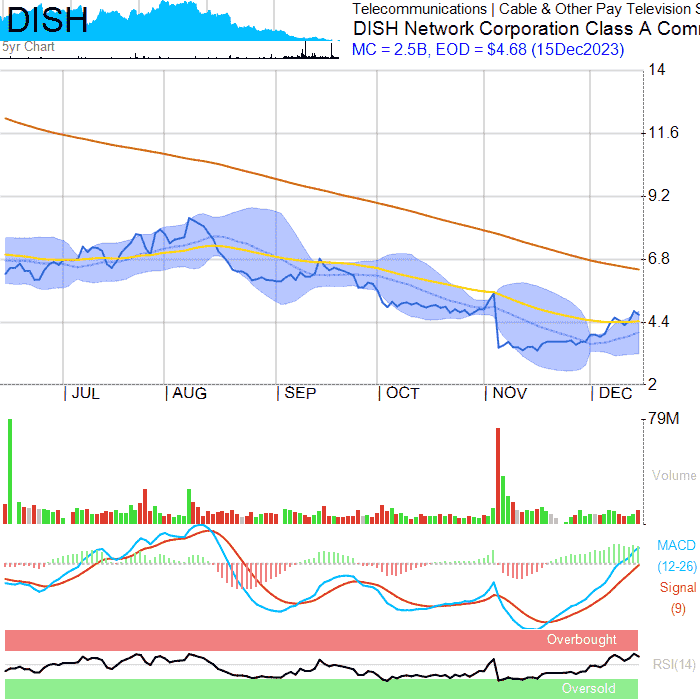 DISH
5yr Chart
Telecommunications | Cable & Other Pay Television S
DISH Network Corporation Class A Com
MC = 2.5B, EOD = $4.68 (15Dec2023)
14
11.6
9.2
6.8
4.4
2
JUL AUG SEP OCT NOV DEC
79M
Volume
MACD
(12-26)
Signal
(9)
Overbought
RSI(14)
Oversold